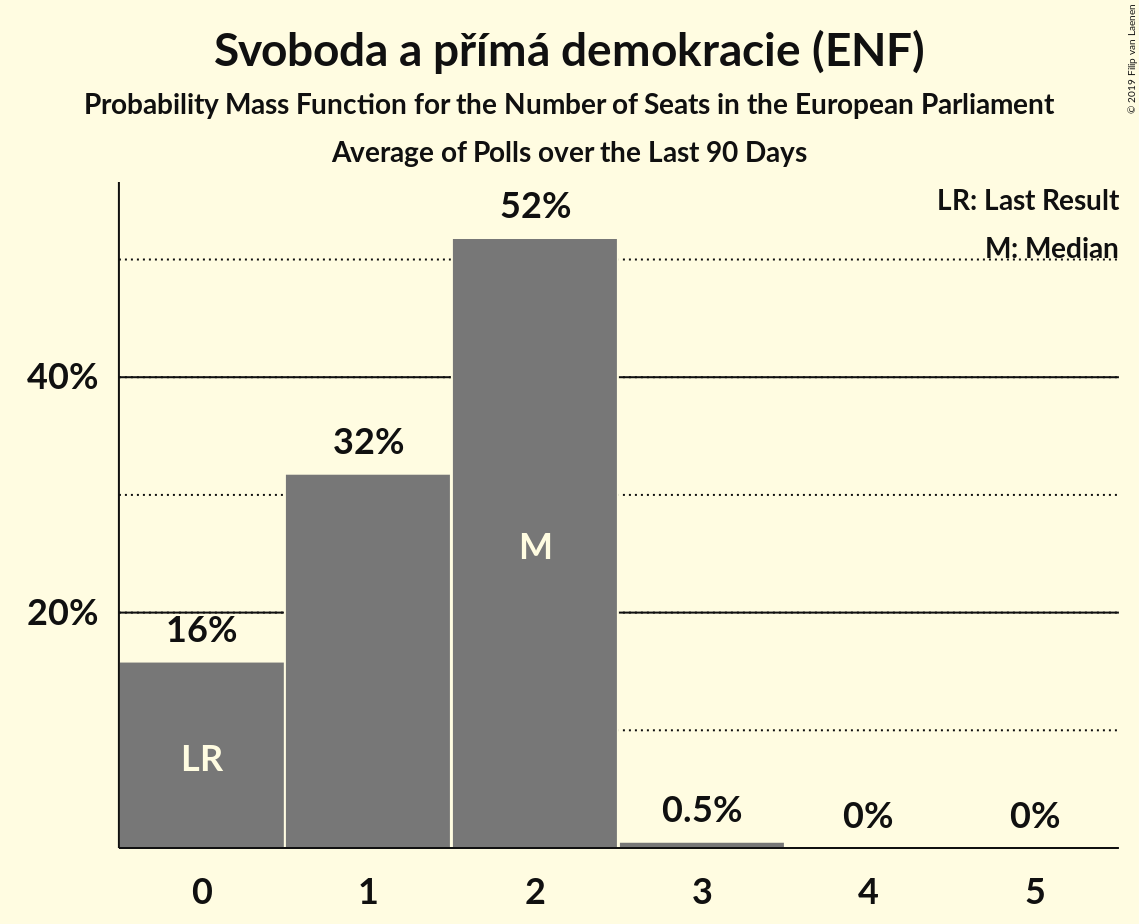 © 2019 Filip van Laenen
Svoboda a přímá demokracie (ENF)
Probability Mass Function for the Number of Seats in the European Parliament
Average of Polls over the Last 90 Days
LR: Last Result
M: Median
52%
40%
32%
M
20%
16%
LR
0.5%
0%
0%
0
1
2
3
4
5